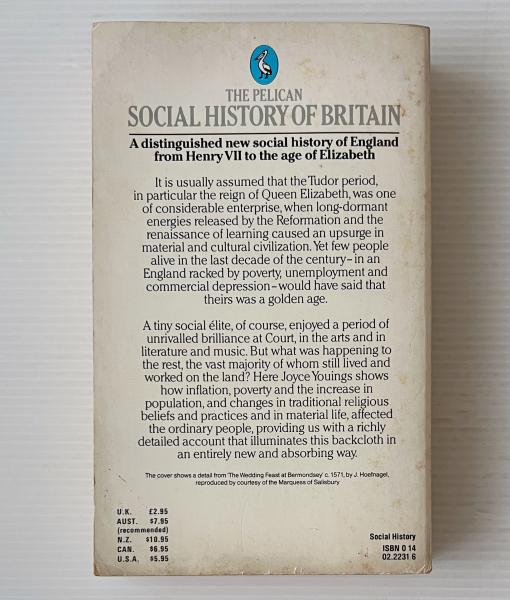 THE PELICAN
SOCIAL HISTORY OF BRITAIN
A distinguished new social history of England
from Henry VII to the age of Elizabeth
It is usually assumed that the Tudor period,
in particular the reign of Queen Elizabeth, was one
of considerable enterprise, when long-dormant
energies released by the Reformation and the
renaissance of learning caused an upsurge in
material and cultural civilization. Yet few people
alive in the last decade of the century – in an
England racked by poverty, unemployment and
commercial depression – would have said that
theirs was a golden age.
A tiny social élite, of course, enjoyed a period of
unrivalled brilliance at Court, in the arts and in
literature and music. But what was happening to
the rest, the vast majority of whom still lived and
worked on the land? Here Joyce Youings shows
how inflation, poverty and the increase in
population, and changes in traditional religious
beliefs and practices and in material life, affected
the ordinary people, providing us with a richly
detailed account that illuminates this backcloth in
an entirely new and absorbing way.
The cover shows a detail from 'The Wedding Feast at Bermondsey' c. 1571, by J. Hoefnagel,
reproduced by courtesy of the Marquess of Salisbury
U.K. £2.95
AUST. $7.95
(recommended)
N.Z. $10.95
CAN. $6.95
U.S.A. $5.95
Social History
ISBN 0 14
02.2231 6